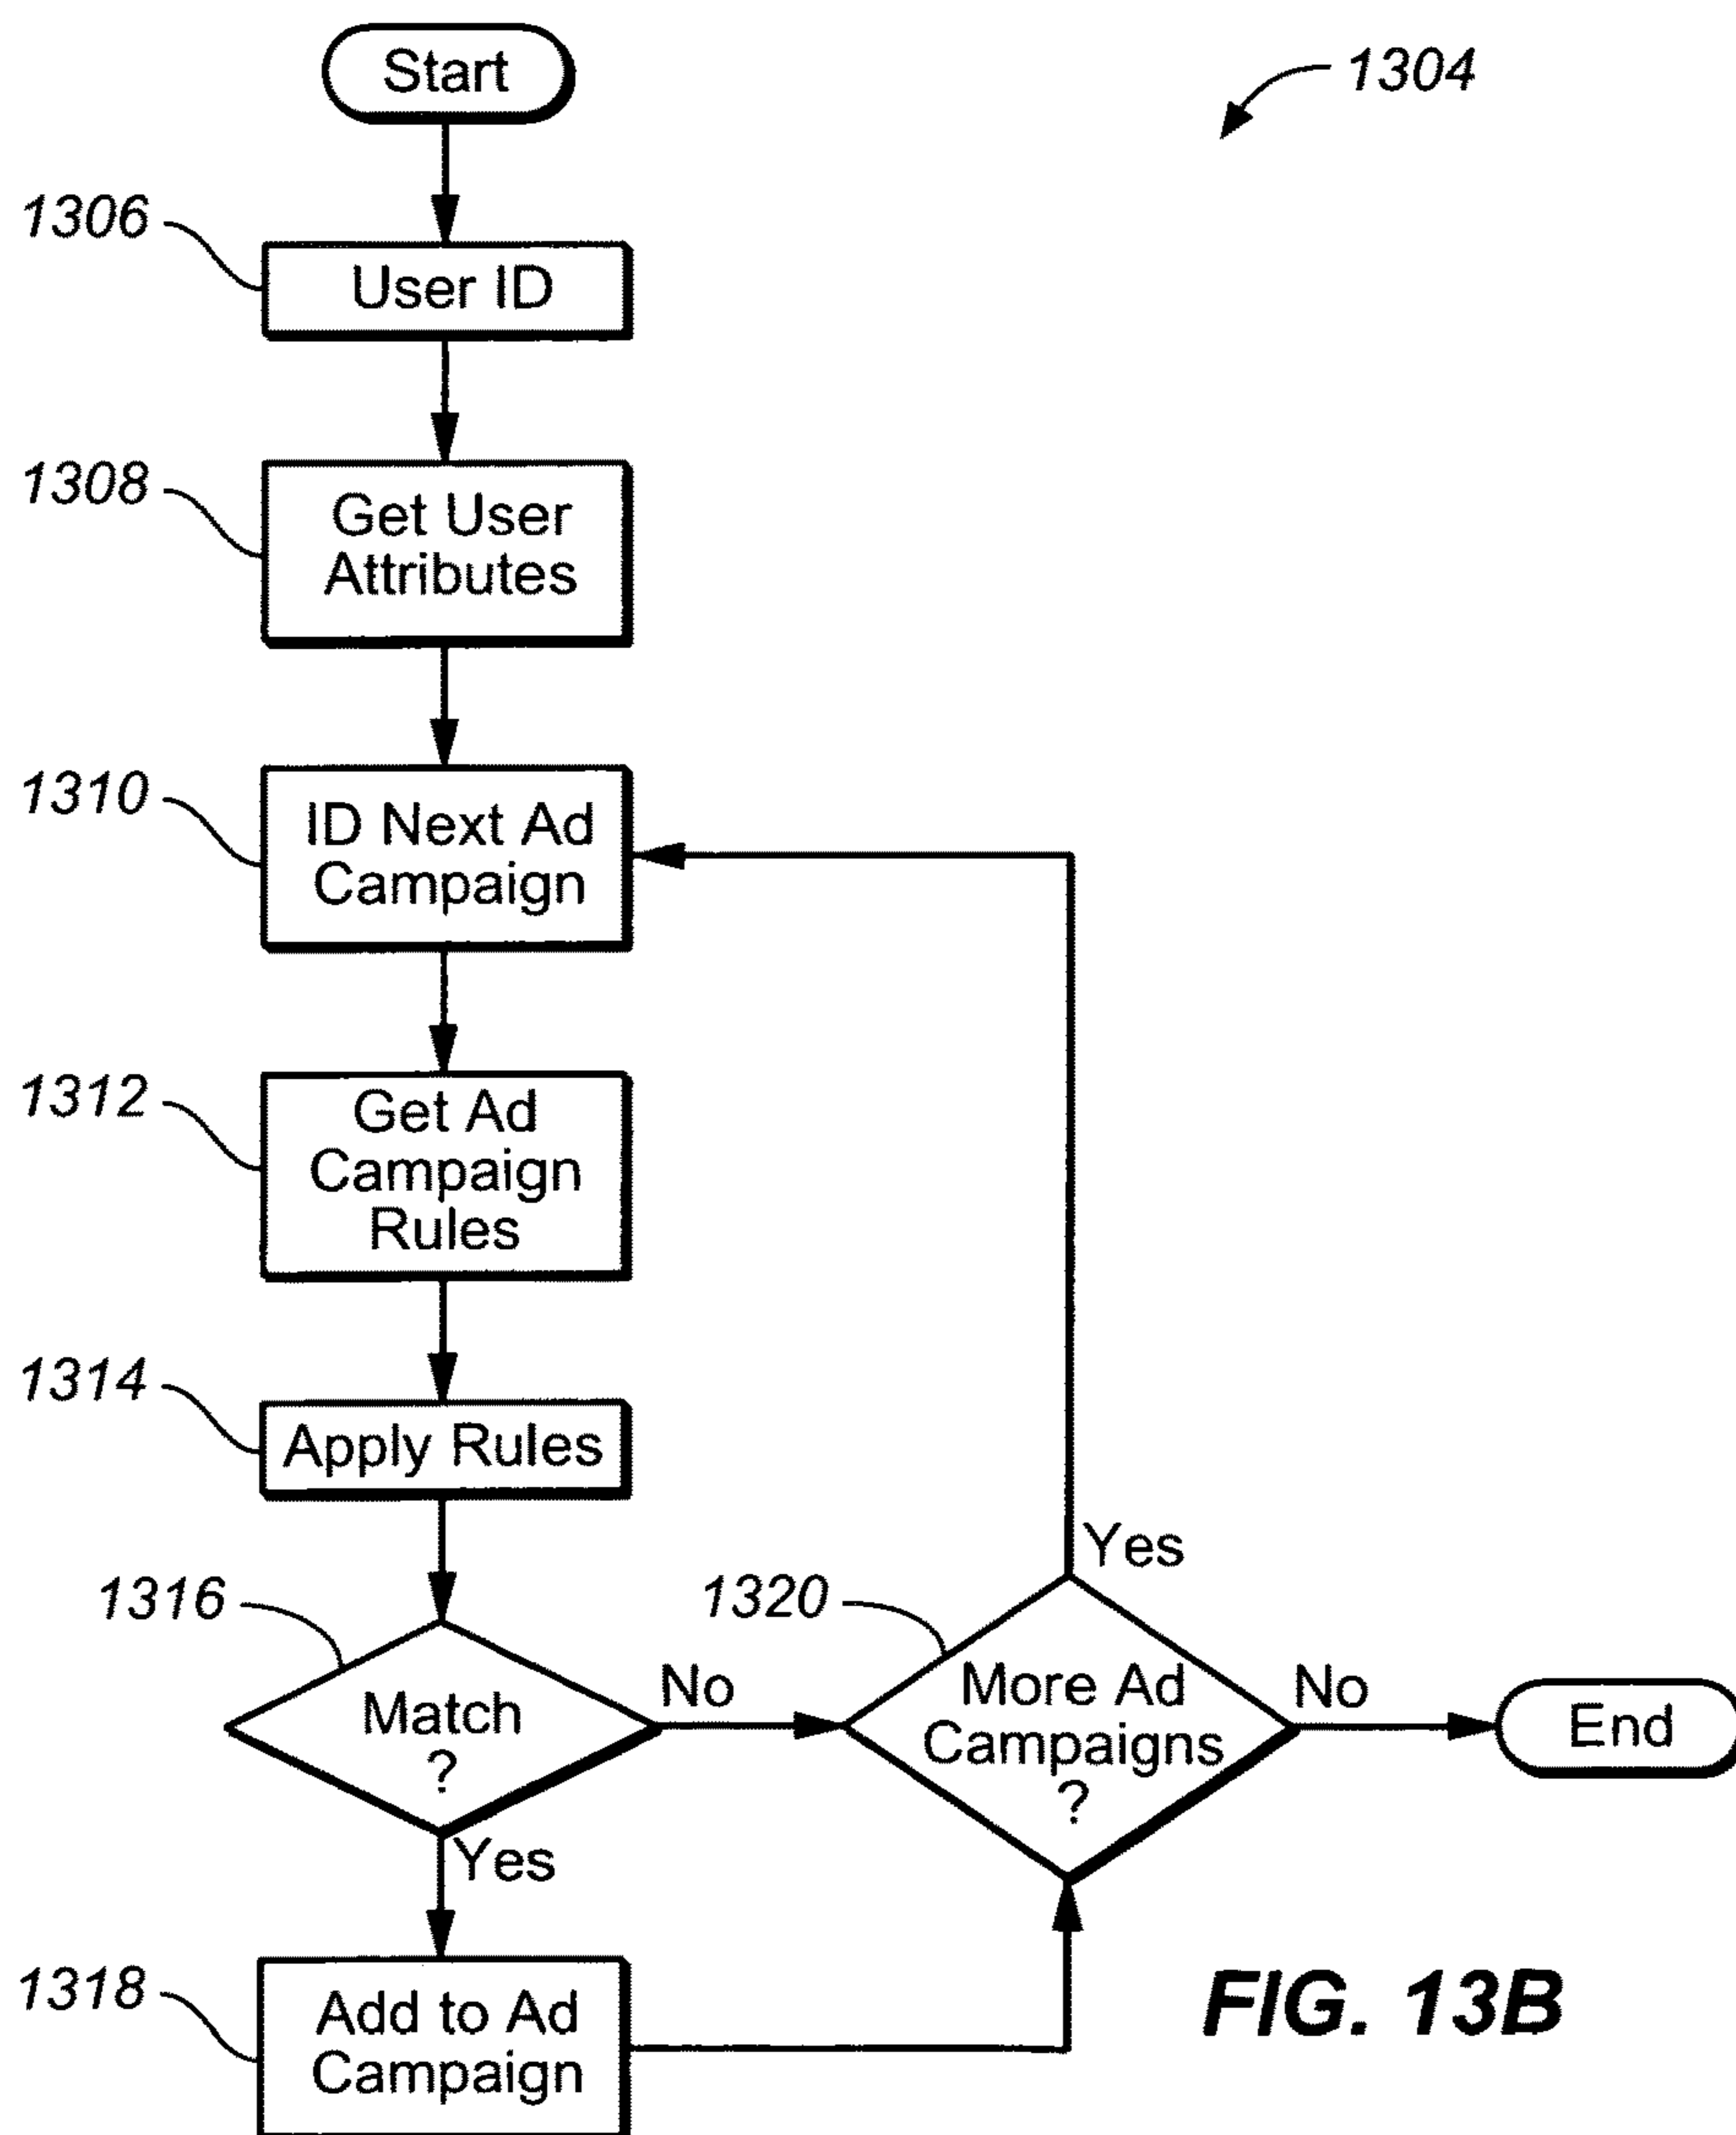 Start
1304
1306
User ID
1308
Get User
Attributes
1310
ID Next Ad
Campaign
1312
Get Ad
Campaign
Rules
1314
Apply Rules
1316
Match
?
No
Yes
1320
Yes
More Ad
Campaigns
?
No
End
1318
Add to Ad
Campaign
FIG. 13B